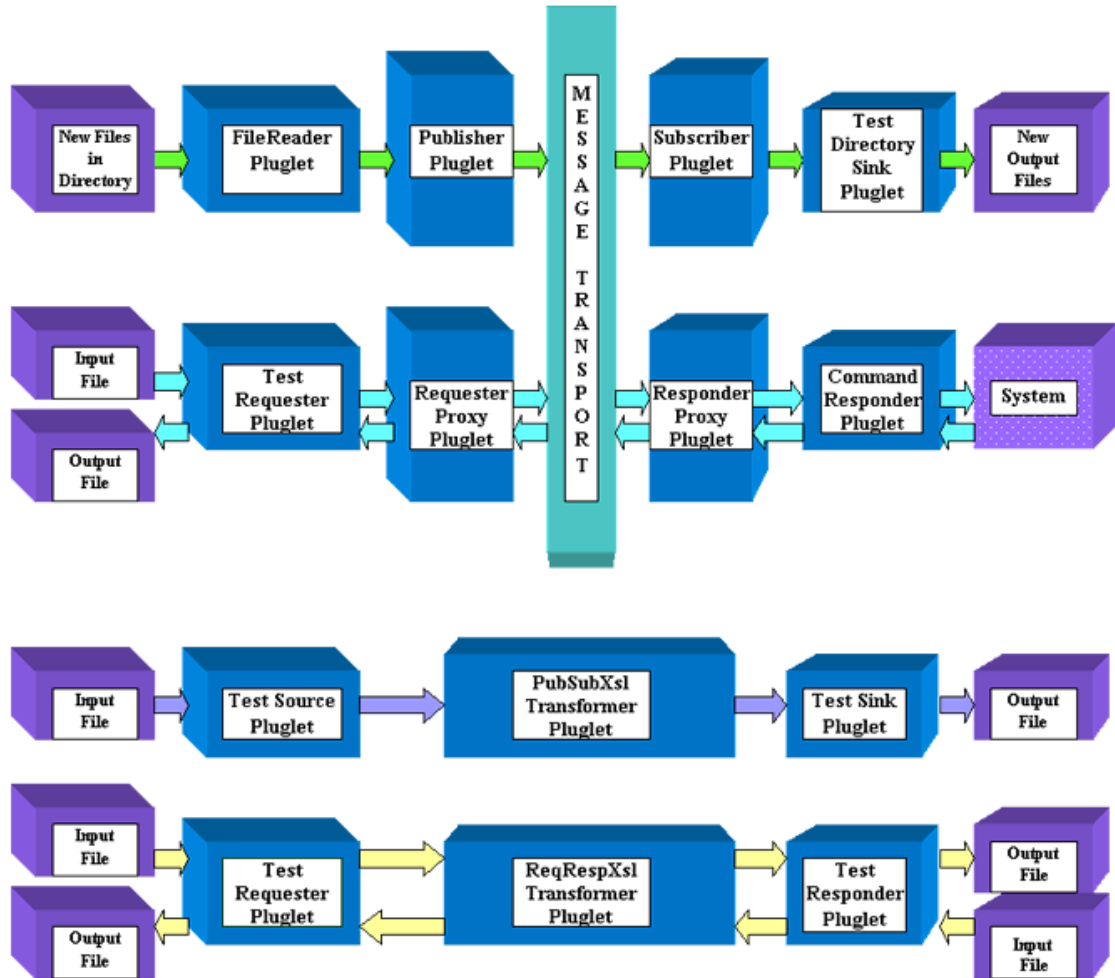 New Files
in
Directory
FileReader
Pluglet
Publisher
Pluglet
M
E
S
S
A
G
E
T
R
A
N
S
P
O
R
T
Subscriber
Pluglet
Test
Directory
Sink
Pluglet
New
Output
Files
Input
File
Output
File
Test
Requester
Pluglet
Requester
Proxy
Pluglet
Responder
Proxy
Pluglet
Command
Responder
Pluglet
System
Input
File
Test Source
Pluglet
PubSubXsl
Transformer
Pluglet
Test Sink
Pluglet
Output
File
Input
File
Output
File
Test
Requester
Pluglet
ReqRespXsl
Transformer
Pluglet
Test
Responder
Pluglet
Output
File
Input
File